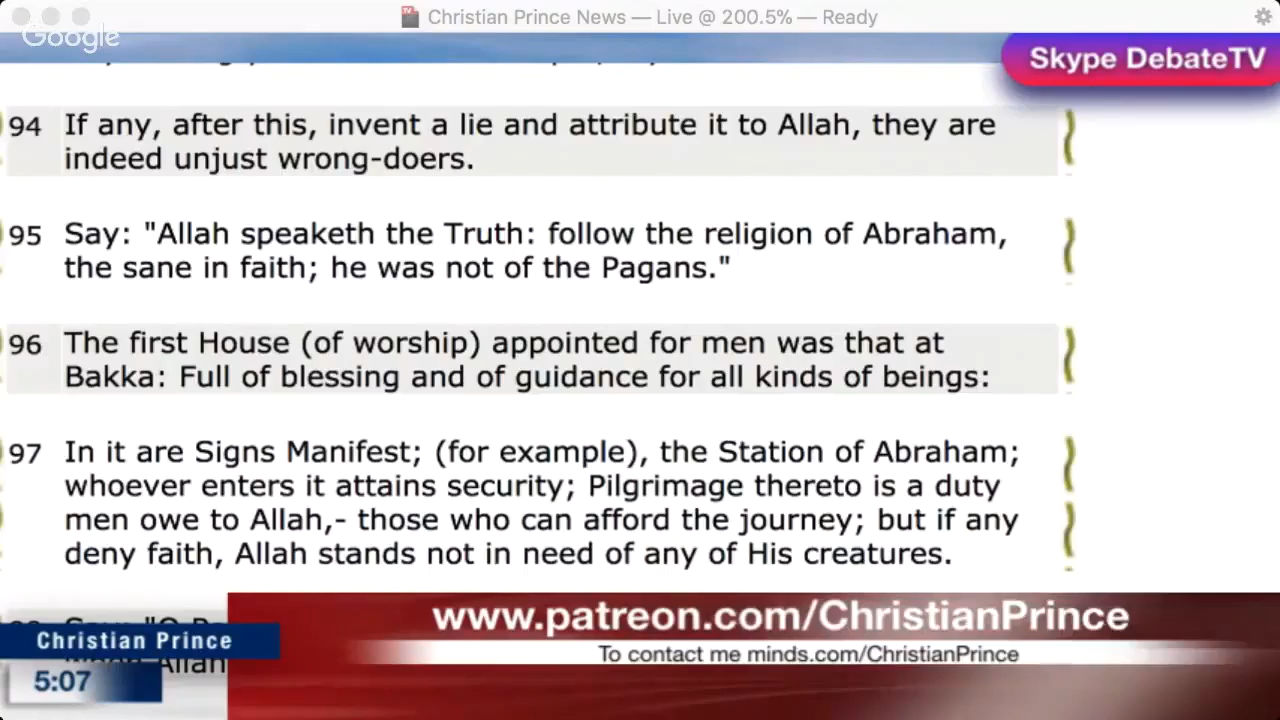 Christian Prince News — Live @ 200.5% — Ready
Google
Skype DebateTV
94 If any, after this, invent a lie and attribute it to Allah, they are
indeed unjust wrong-doers.
95 Say: "Allah speaketh the Truth: follow the religion of Abraham,
the sane in faith; he was not of the Pagans."
96 The first House (of worship) appointed for men was that at
Bakka: Full of blessing and of guidance for all kinds of beings:
97 In it are Signs Manifest; (for example), the Station of Abraham;
whoever enters it attains security; Pilgrimage thereto is a duty
men owe to Allah,- those who can afford the journey; but if any
deny faith, Allah stands not in need of any of His creatures.
www.patreon.com/ChristianPrince
Christian Prince
To contact me minds.com/ChristianPrince
Allah
5:07